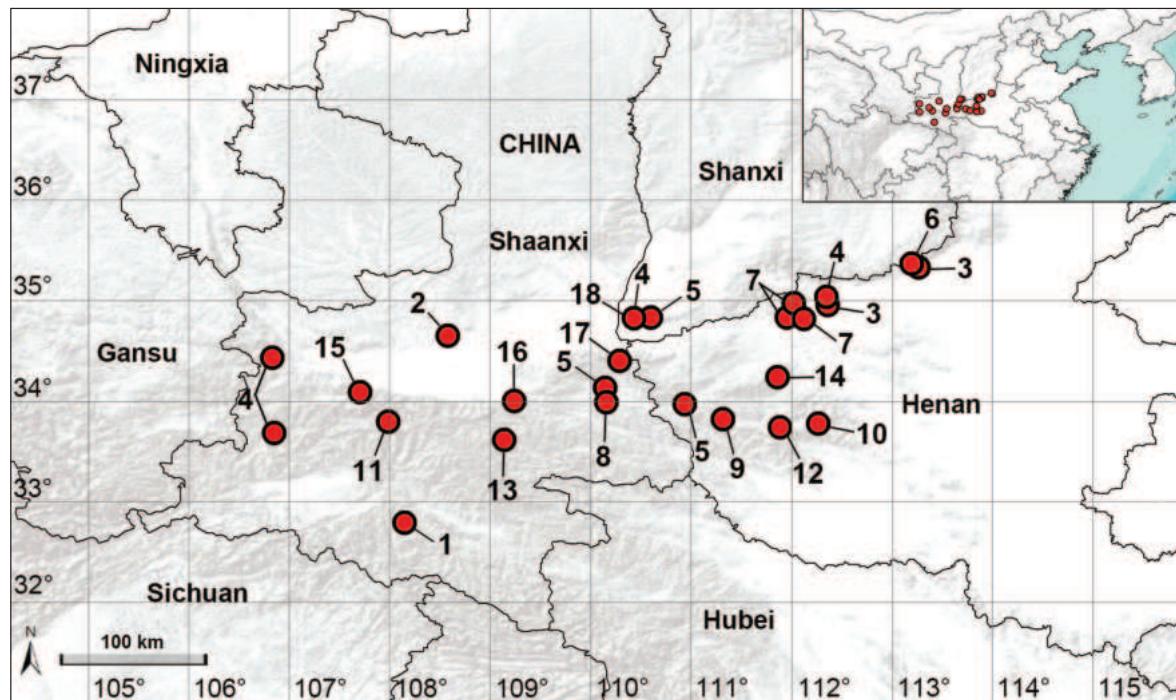 Ningxia
37°
CHINA
Shanxi
36°
Shaanxi
6
4
3
35°
2
18
4
5
7
3
7
Gansu
15
16
17
5
14
34°
4
Henan
11
13
8
5
9
12
10
33°
1
32°
Sichuan
Hubei
N
100 km
105° 106° 107° 108° 109° 110° 111° 112° 113° 114° 115°